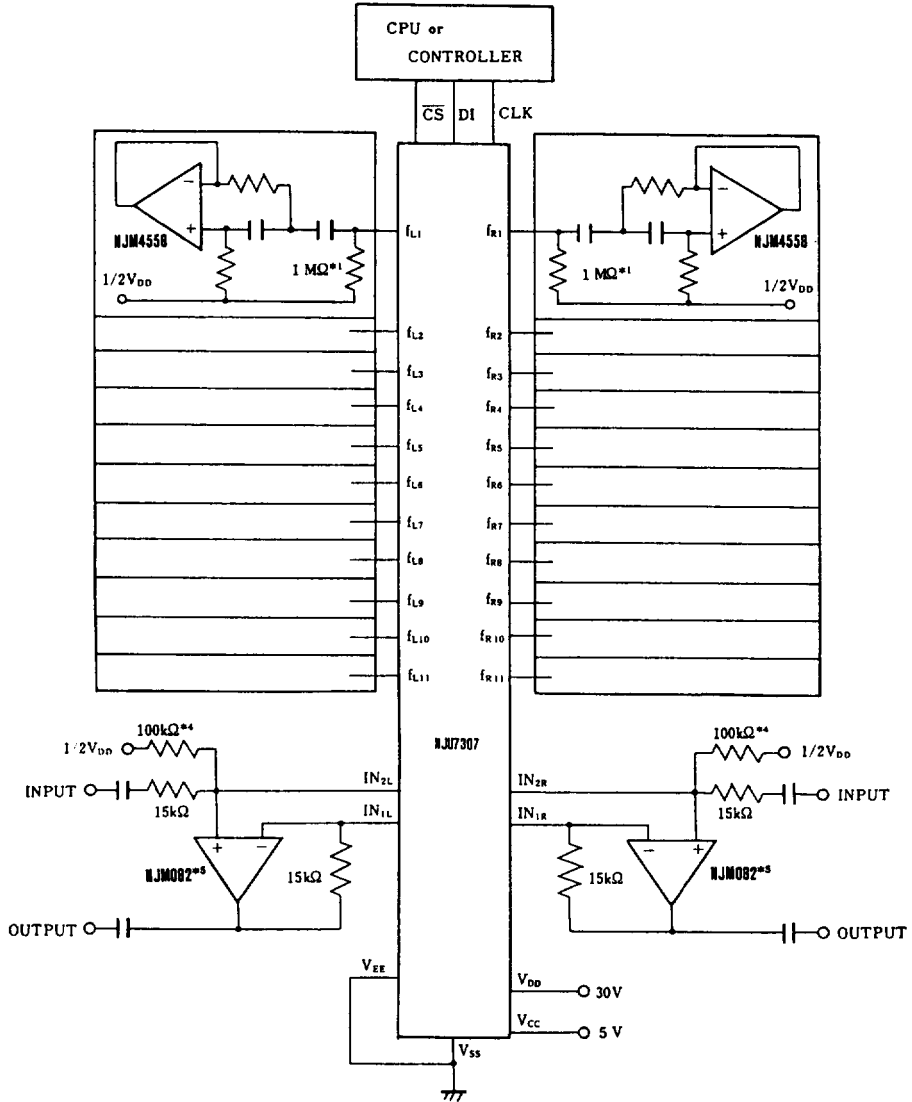 CPU or
CONTROLLER
CS DI CLK
NJM4558
fL1
1 MΩ*1
1/2VDD
fL2
fL3
fL4
fL5
fL6
fL7
fL8
fL9
fL10
fL11
fR1
NJM4558
1 MΩ*1
1/2VDD
fR2
fR3
fR4
fR5
fR6
fR7
fR8
fR9
fR10
fR11
NJU7307
100kΩ*4
1/2VDD
INPUT
15kΩ
IN2L
IN1L
NJM082*5
15kΩ
OUTPUT
100kΩ*4
1/2VDD
IN2R
INPUT
15kΩ
IN1R
15kΩ
NJM082*5
OUTPUT
VEE
VDD 30V
VCC 5V
VSS